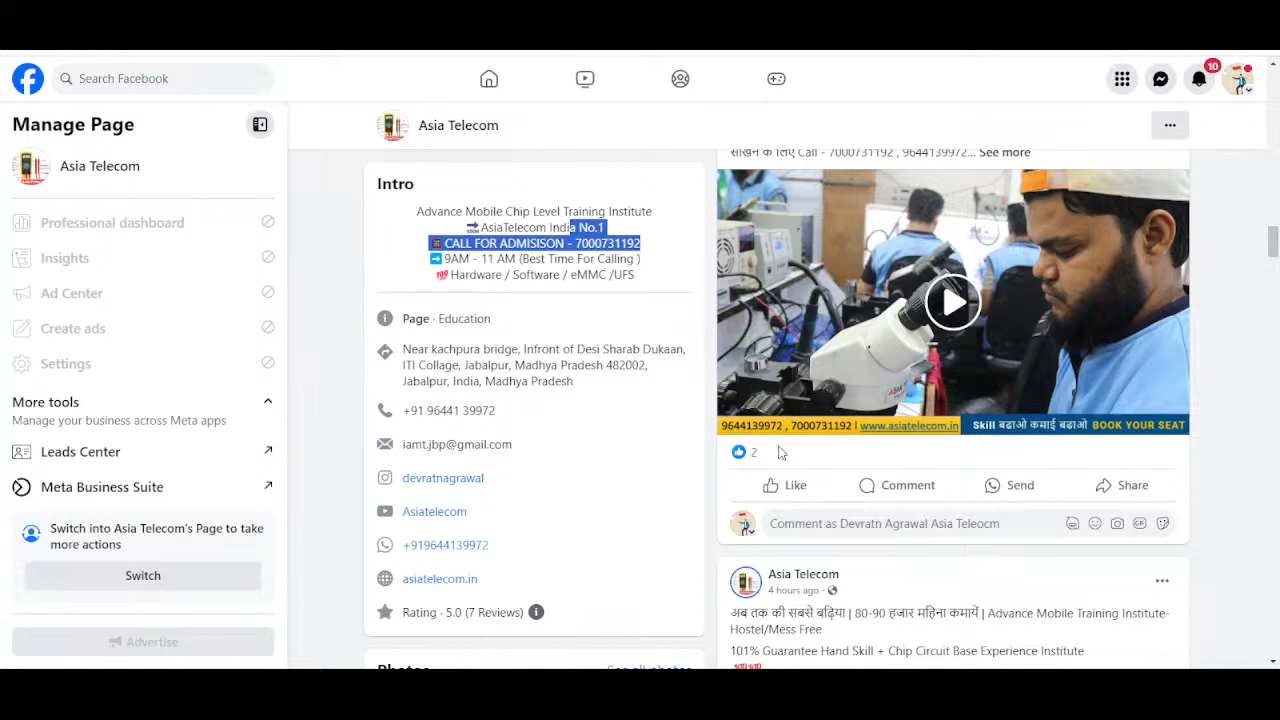 Search Facebook
10
Manage Page
Asia Telecom
Professional dashboard
Insights
Ad Center
Create ads
Settings
More tools
Manage your business across Meta apps
Leads Center
Meta Business Suite
Switch into Asia Telecom's Page to take
more actions
Switch
Advertise
Asia Telecom
Intro
Advance Mobile Chip Level Training Institute
AsiaTelecom India No.1
CALL FOR ADMISISON - 7000731192
9AM - 11 AM (Best Time For Calling )
Hardware / Software / eMMC /UFS
Page · Education
Near kachpura bridge, Infront of Desi Sharab Dukaan,
ITI Collage, Jabalpur, Madhya Pradesh 482002,
Jabalpur, India, Madhya Pradesh
+91 96441 39972
iamt.jbp@gmail.com
devratnagrawal
Asiatelecom
+919644139972
asiatelecom.in
Rating · 5.0 (7 Reviews)
Photos See all photos
सीखने के लिए Call - 7000731192 , 9644139972... See more
9644139972 , 7000731192 | www.asiatelecom.in Skill बढाओ कमाई बढाओ BOOK YOUR SEAT
2
Like Comment Send Share
Comment as Devratn Agrawal Asia Teleocm
Asia Telecom
4 hours ago
अब तक की सबसे बढ़िया | 80-90 हजार महिना कमायें | Advance Mobile Training Institute-
Hostel/Mess Free
101% Guarantee Hand Skill + Chip Circuit Base Experience Institute